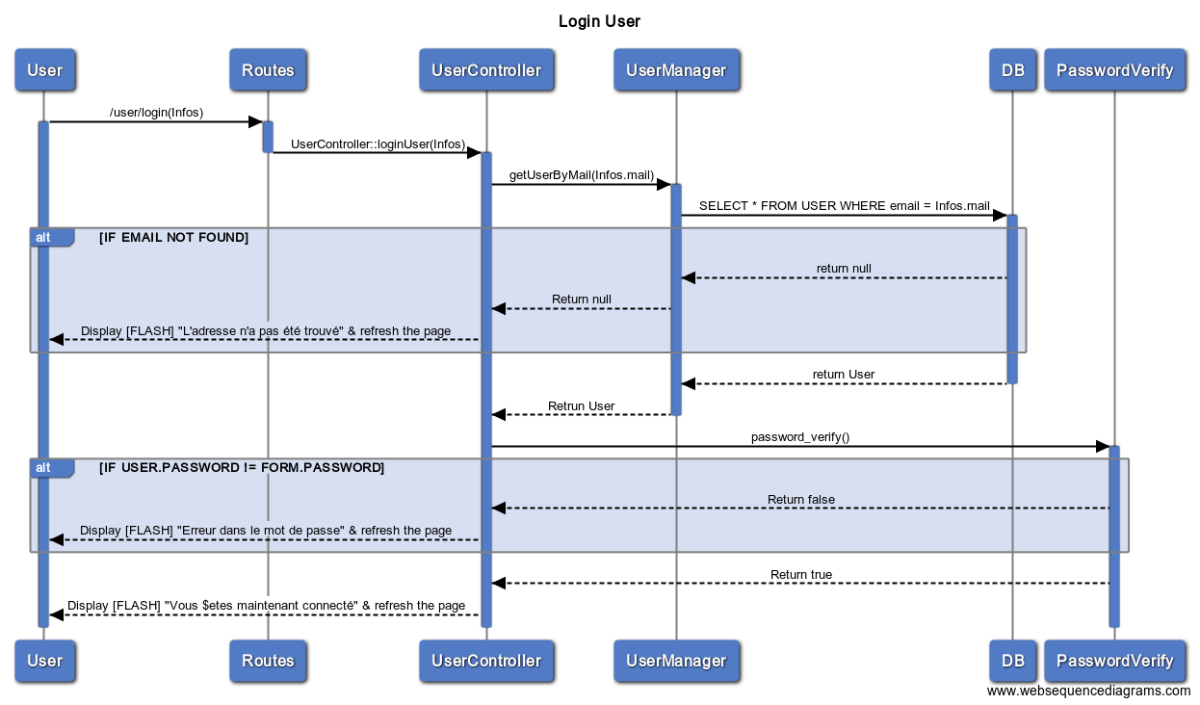 Login User
User
Routes
UserController
UserManager
DB
PasswordVerify
/user/login(Infos)
UserController::loginUser(Infos)
getUserByMail(Infos.mail)
SELECT * FROM USER WHERE email = Infos.mail
alt
[IF EMAIL NOT FOUND]
return null
Return null
Display [FLASH] "L'adresse n'a pas été trouvé" & refresh the page
return User
Retrun User
password_verify()
alt
[IF USER.PASSWORD != FORM.PASSWORD]
Return false
Display [FLASH] "Erreur dans le mot de passe" & refresh the page
Return true
Display [FLASH] "Vous $etes maintenant connecté" & refresh the page
User
Routes
UserController
UserManager
DB
PasswordVerify
www.websequencediagrams.com